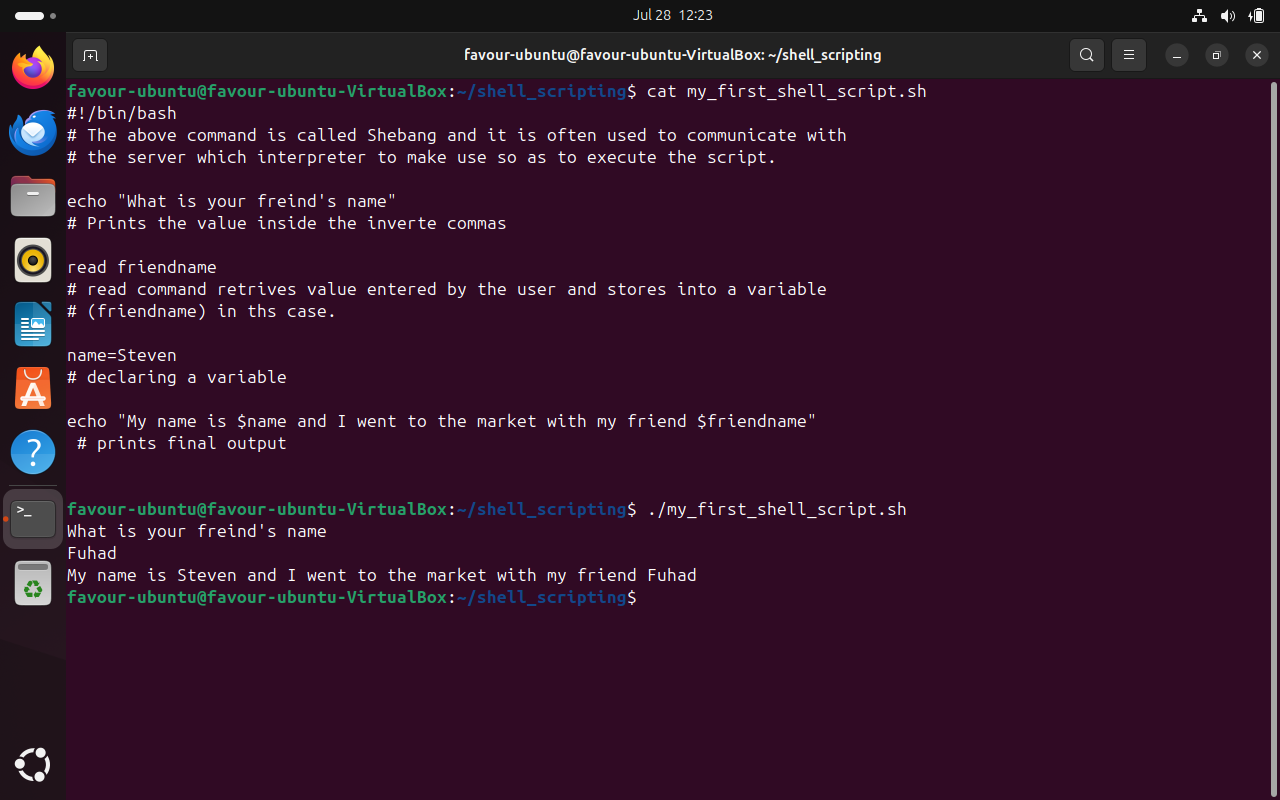 Jul 28 12:23
favour-ubuntu@favour-ubuntu-VirtualBox: ~/shell_scripting
favour-ubuntu@favour-ubuntu-VirtualBox:~/shell_scripting$ cat my_first_shell_script.sh
#!/bin/bash
# The above command is called Shebang and it is often used to communicate with
# the server which interpreter to make use so as to execute the script.
echo "What is your freind's name"
# Prints the value inside the inverte commas
read friendname
# read command retrives value entered by the user and stores into a variable
# (friendname) in ths case.
name=Steven
# declaring a variable
echo "My name is $name and I went to the market with my friend $friendname"
# prints final output
favour-ubuntu@favour-ubuntu-VirtualBox:~/shell_scripting$ ./my_first_shell_script.sh
What is your freind's name
Fuhad
My name is Steven and I went to the market with my friend Fuhad
favour-ubuntu@favour-ubuntu-VirtualBox:~/shell_scripting$